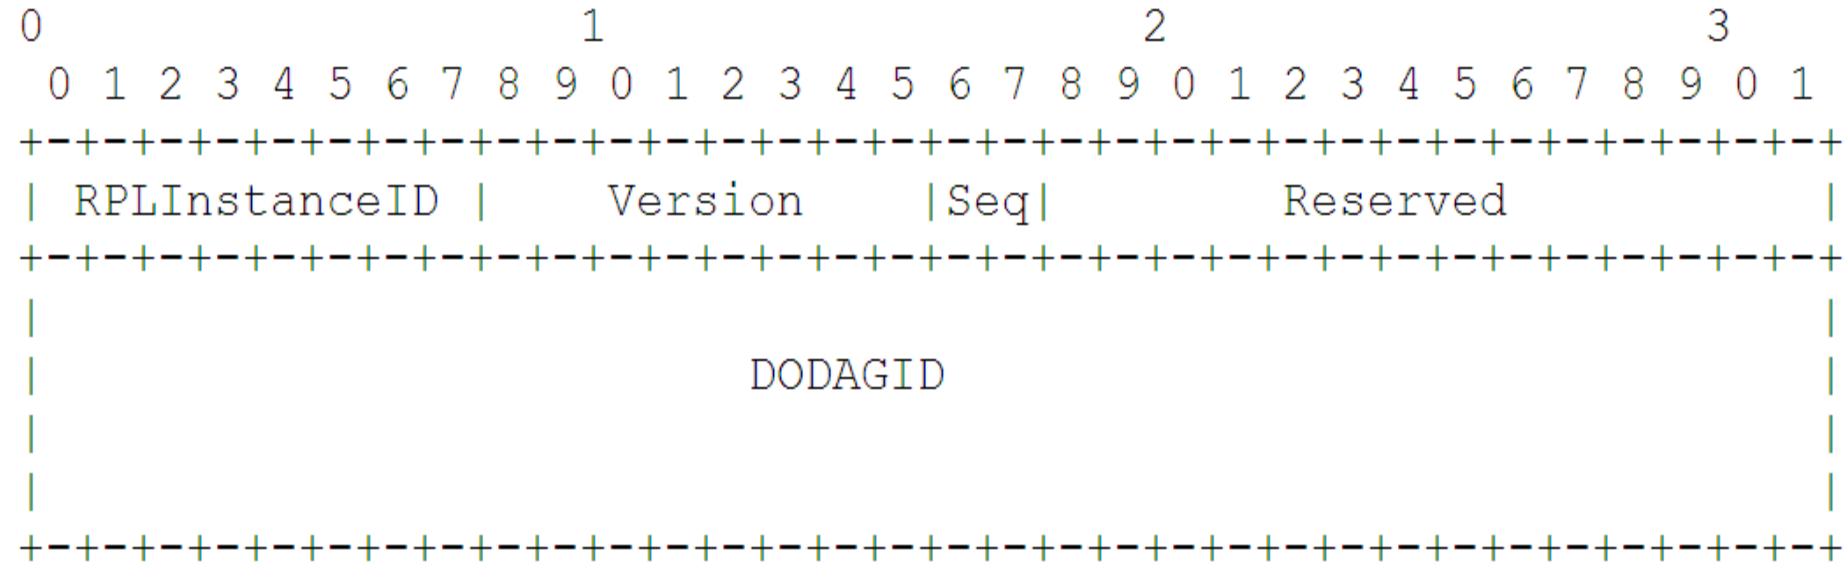 0                   1                   2                   3
 0 1 2 3 4 5 6 7 8 9 0 1 2 3 4 5 6 7 8 9 0 1 2 3 4 5 6 7 8 9 0 1
+-+-+-+-+-+-+-+-+-+-+-+-+-+-+-+-+-+-+-+-+-+-+-+-+-+-+-+-+-+-+-+-+
| RPLInstanceID |    Version    |Seq|        Reserved           |
+-+-+-+-+-+-+-+-+-+-+-+-+-+-+-+-+-+-+-+-+-+-+-+-+-+-+-+-+-+-+-+-+
|                                                               |
|                         DODAGID                               |
|                                                               |
|                                                               |
+-+-+-+-+-+-+-+-+-+-+-+-+-+-+-+-+-+-+-+-+-+-+-+-+-+-+-+-+-+-+-+-+